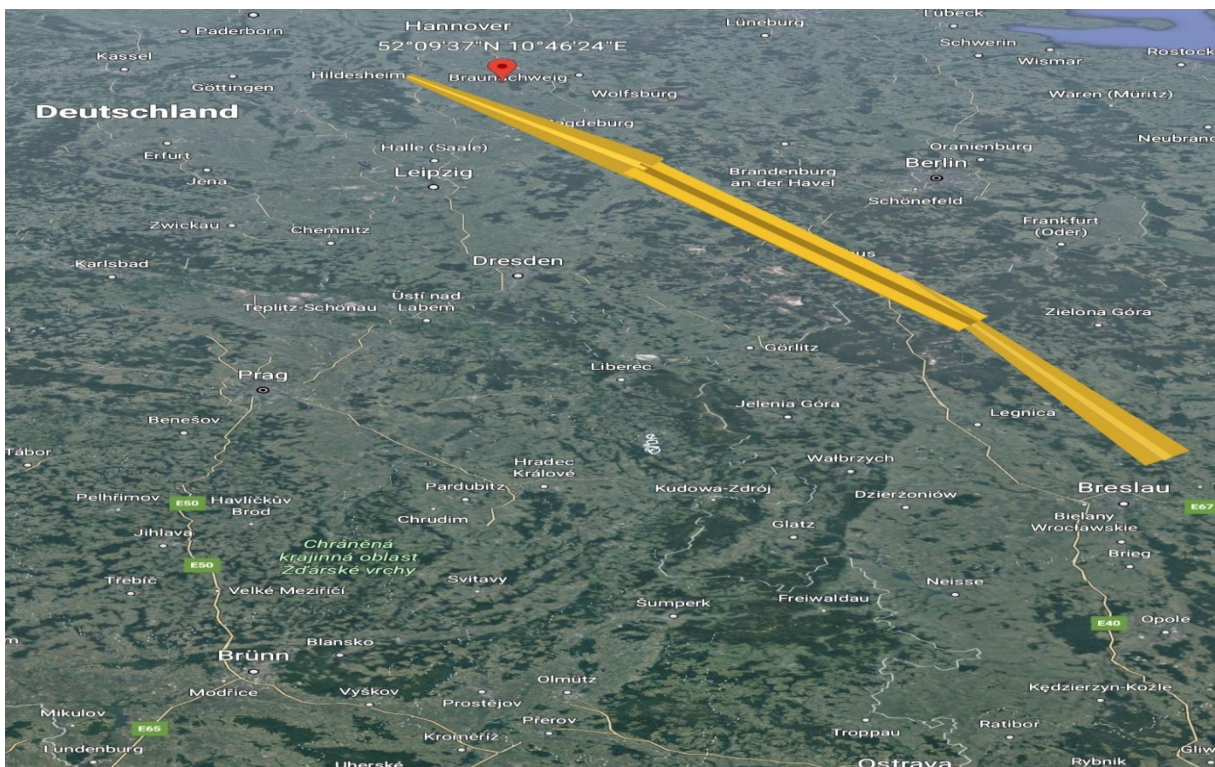 Hannover
52°09'37"N 10°46'24"E
Lüneburg
Lübeck
Paderborn
Schwerin
Wismar
Rostock
Kassel
Hildesheim
Braunschweig
Göttingen
Wolfsburg
Waren (Müritz)
Deutschland
agdeburg
Neubrand
Erfurt
Halle (Saale)
Oranienburg
Jena
Leipzig
Brandenburg
an der Havel
Berlin
Schönefeld
Zwickau
Chemnitz
Frankfurt
(Oder)
Karlsbad
Dresden
us
Teplitz-Schönau
Ústí nad
Labem
Zielona Góra
Görlitz
Liberec
Prag
Jelenia Góra
Legnica
Benešov
Oder
Tábor
Hradec
Králové
Wałbrzych
Pelhřimov
E50
Havlíčkův
Brod
Pardubitz
Kudowa-Zdrój
Dzierżoniów
Breslau
E67
Chrudim
Glatz
Bielany
Wrocławskie
Jihlava
Chráněná
krajinná oblast
Žďárské vrchy
Brieg
E50
Třebíč
Velké Meziříčí
Svitavy
Neisse
Šumperk
Freiwaldau
E40
Opole
Blansko
Brünn
Modřice
Vyškov
Olmütz
Prostějov
Kędzierzyn-Koźle
Mikulov
E65
Přerov
Troppau
Ratibor
Lundenburg
Kroměříž
Uherské
Ostrava
Rybnik
Gliw